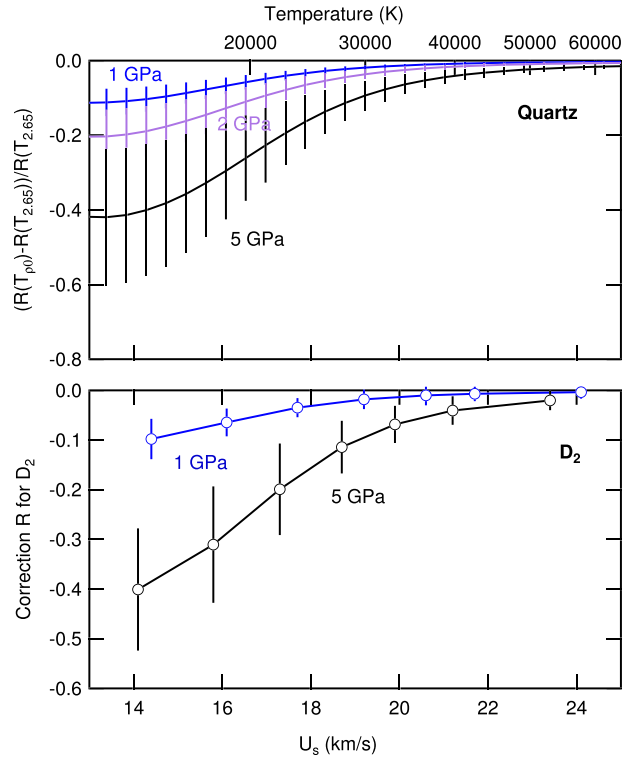 Temperature (K)
20000 30000 40000 50000 60000
0.0
1 GPa
Quartz
2 GPa
-0.2
(R(Tρ0)-R(T2.65))/R(T2.65)
-0.4
5 GPa
-0.6
-0.8
0.0
-0.1
1 GPa
D2
-0.2
5 GPa
Correction R for D2
-0.3
-0.4
-0.5
-0.6
14 16 18 20 22 24
Us (km/s)